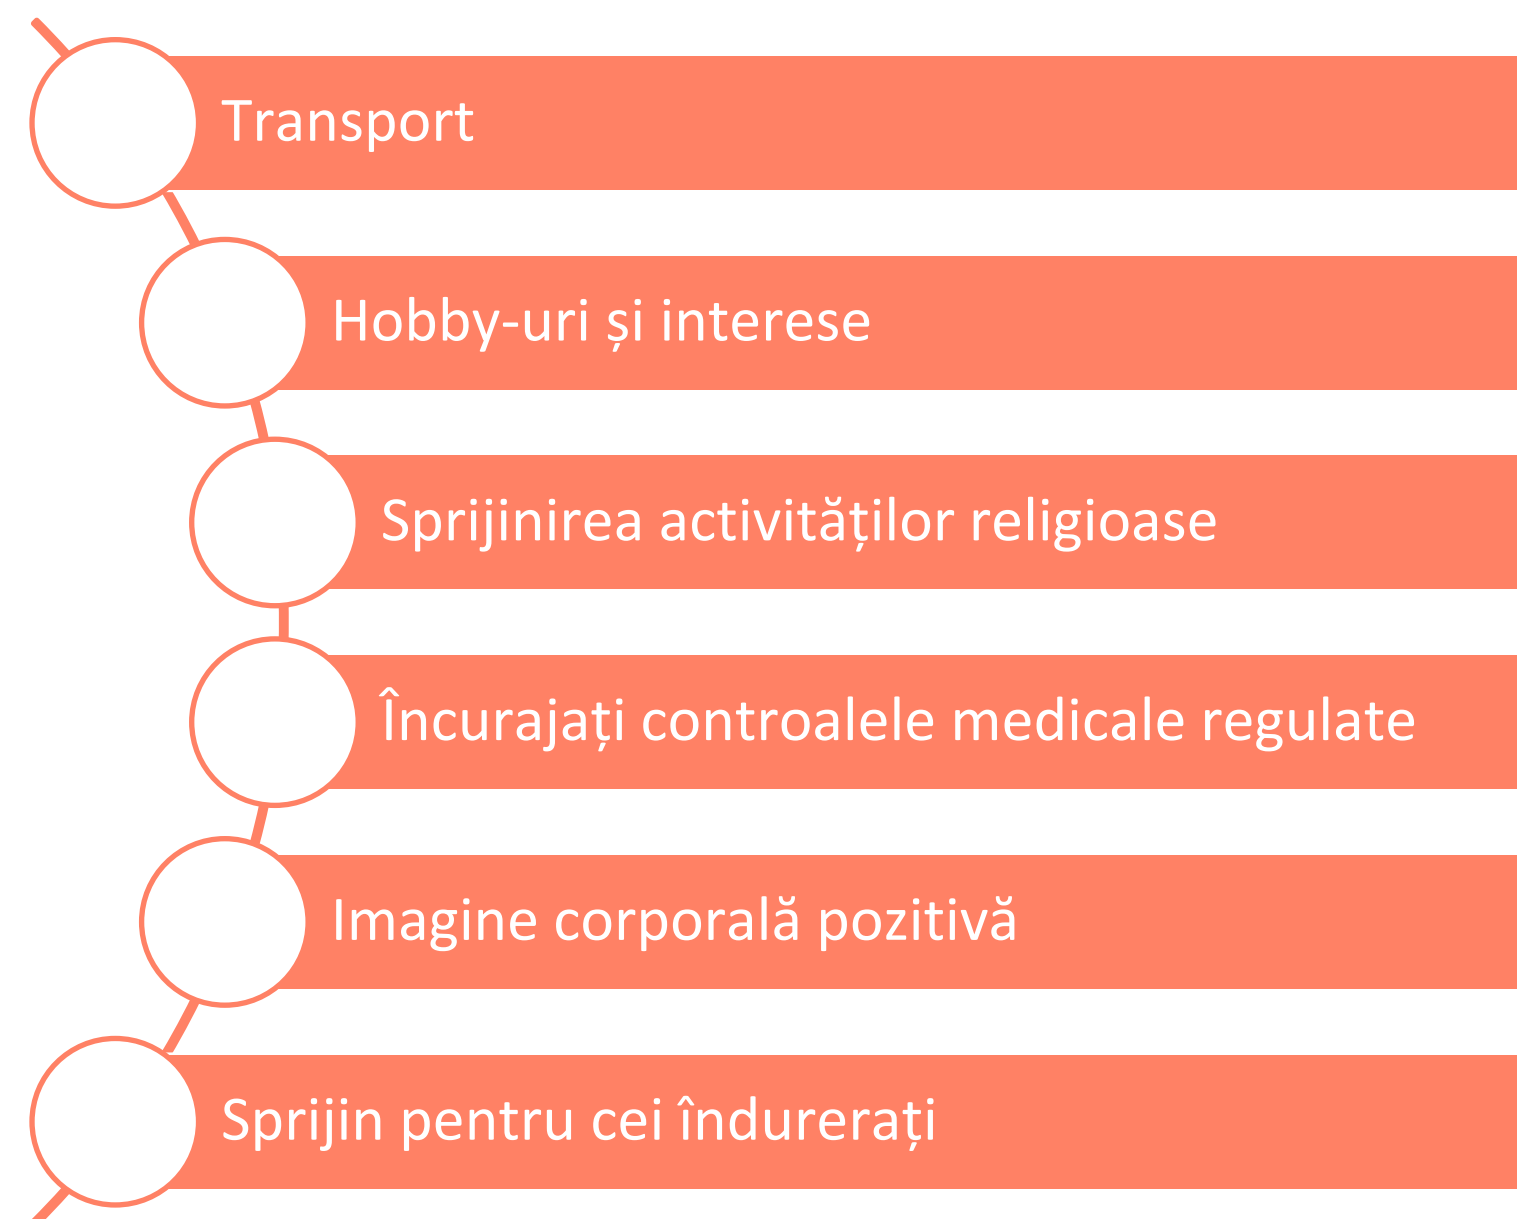 Transport
Hobby-uri și interese
Sprijinirea activităților religioase
Încurajați controalele medicale regulate
Imagine corporală pozitivă
Sprijin pentru cei îndurerați